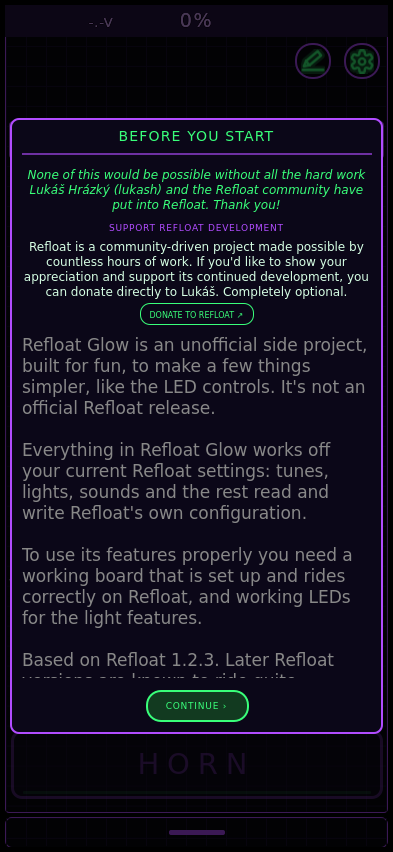 -.-V 0%
BEFORE YOU START
None of this would be possible without all the hard work
Lukáš Hrázký (lukash) and the Refloat community have
put into Refloat. Thank you!
SUPPORT REFLOAT DEVELOPMENT
Refloat is a community-driven project made possible by
countless hours of work. If you'd like to show your
appreciation and support its continued development, you
can donate directly to Lukáš. Completely optional.
DONATE TO REFLOAT ↗
Refloat Glow is an unofficial side project,
built for fun, to make a few things
simpler, like the LED controls. It's not an
official Refloat release.
Everything in Refloat Glow works off
your current Refloat settings: tunes,
lights, sounds and the rest read and
write Refloat's own configuration.
To use its features properly you need a
working board that is set up and rides
correctly on Refloat, and working LEDs
for the light features.
Based on Refloat 1.2.3. Later Refloat
versions are known to ride quite
CONTINUE ›
HORN